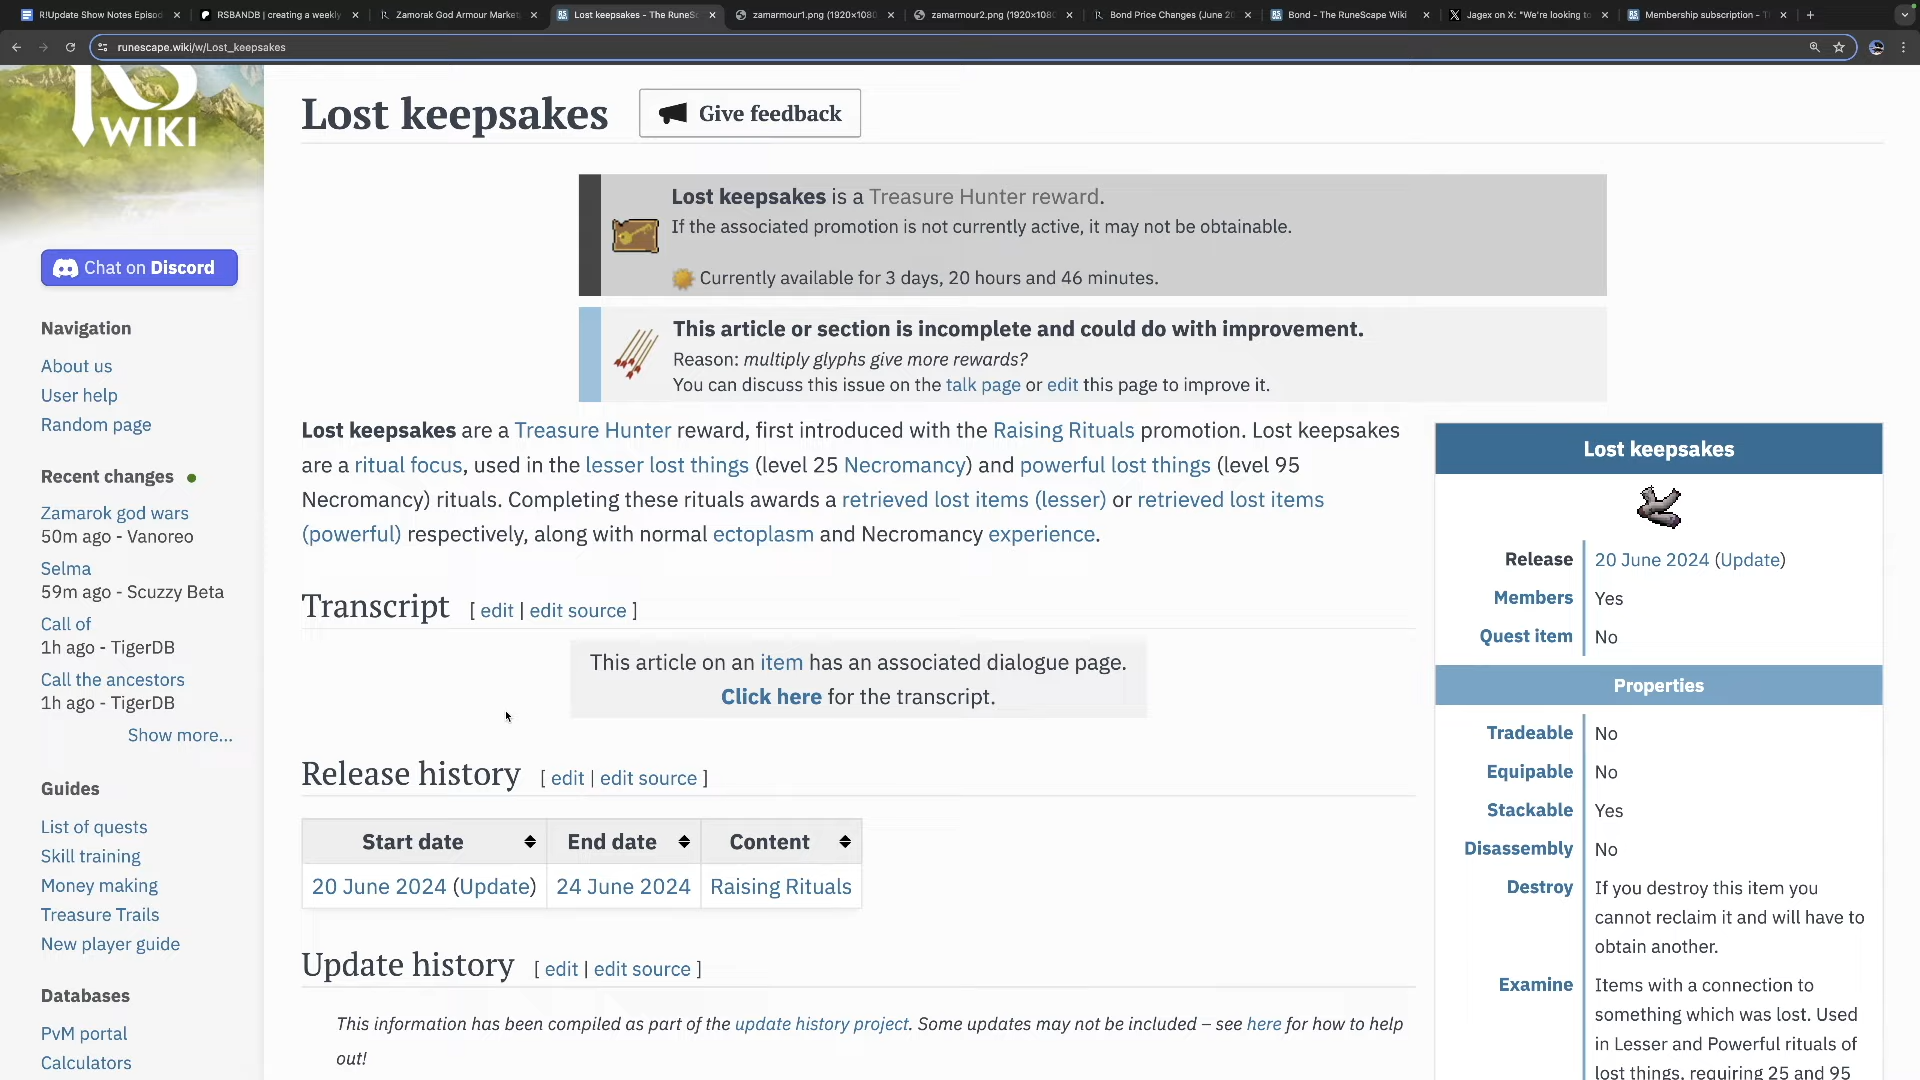 R!Update Show Notes Episod
RSBANDB | creating a weekly
Zamorak God Armour Market
Lost keepsakes - The RuneSc
zamarmour1.png (1920×1080
zamarmour2.png (1920×1080
Bond Price Changes (June 20
Bond - The RuneScape Wiki
Jagex on X: "We're looking to
Membership subscription - T
runescape.wiki/w/Lost_keepsakes
RS
WIKI
Chat on Discord
Navigation
About us
User help
Random page
Recent changes
Zamarok god wars
50m ago - Vanoreo
Selma
59m ago - Scuzzy Beta
Call of
1h ago - TigerDB
Call the ancestors
1h ago - TigerDB
Show more...
Guides
List of quests
Skill training
Money making
Treasure Trails
New player guide
Databases
PvM portal
Calculators
Lost keepsakes
Give feedback
Lost keepsakes is a Treasure Hunter reward.
If the associated promotion is not currently active, it may not be obtainable.
Currently available for 3 days, 20 hours and 46 minutes.
This article or section is incomplete and could do with improvement.
Reason: multiply glyphs give more rewards?
You can discuss this issue on the talk page or edit this page to improve it.
Lost keepsakes are a Treasure Hunter reward, first introduced with the Raising Rituals promotion. Lost keepsakes
are a ritual focus, used in the lesser lost things (level 25 Necromancy) and powerful lost things (level 95
Necromancy) rituals. Completing these rituals awards a retrieved lost items (lesser) or retrieved lost items
(powerful) respectively, along with normal ectoplasm and Necromancy experience.
Transcript [ edit | edit source ]
This article on an item has an associated dialogue page.
Click here for the transcript.
Release history [ edit | edit source ]
Start date End date Content
20 June 2024 (Update) 24 June 2024 Raising Rituals
Update history [ edit | edit source ]
This information has been compiled as part of the update history project. Some updates may not be included – see here for how to help
out!
Lost keepsakes
Release 20 June 2024 (Update)
Members Yes
Quest item No
Properties
Tradeable No
Equipable No
Stackable Yes
Disassembly No
Destroy If you destroy this item you
cannot reclaim it and will have to
obtain another.
Examine Items with a connection to
something which was lost. Used
in Lesser and Powerful rituals of
lost things, requiring 25 and 95